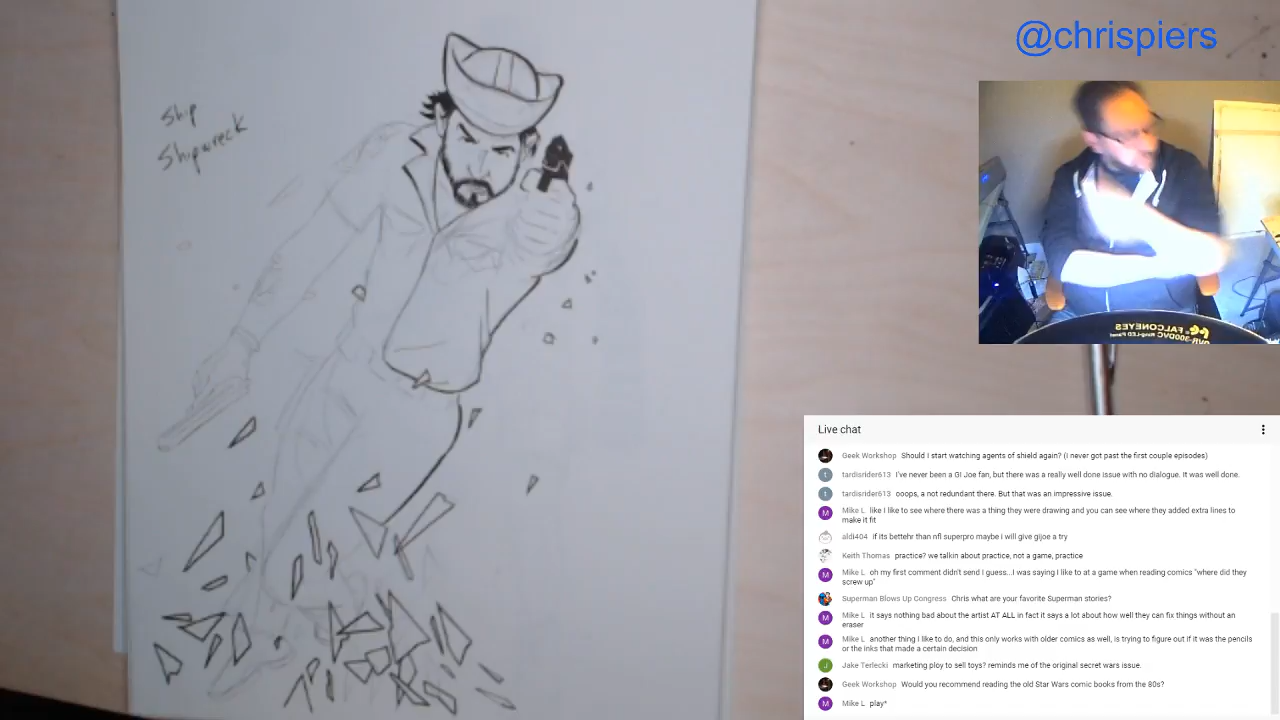 @chrispiers
Ship
Shipwreck
FALCONEYES
DVR-300DVC Ring-LED Panel
Live chat
Geek Workshop Should I start watching agents of shield again? (I never got past the first couple episodes)
tardisrider613 I've never been a GI Joe fan, but there was a really well done issue with no dialogue. It was well done.
tardisrider613 ooops, a not redundant there. But that was an impressive issue.
Mike L like I like to see where there was a thing they were drawing and you can see where they added extra lines to
make it fit
aldi404 if its bettehr than nfl superpro maybe i will give gijoe a try
Keith Thomas practice? we talkin about practice, not a game, practice
Mike L oh my first comment didn't send I guess...I was saying I like to at a game when reading comics "where did they
screw up"
Superman Blows Up Congress Chris what are your favorite Superman stories?
Mike L it says nothing bad about the artist AT ALL in fact it says a lot about how well they can fix things without an
eraser
Mike L another thing I like to do, and this only works with older comics as well, is trying to figure out if it was the pencils
or the inks that made a certain decision
Jake Terlecki marketing ploy to sell toys? reminds me of the original secret wars issue.
Geek Workshop Would you recommend reading the old Star Wars comic books from the 80s?
Mike L play*